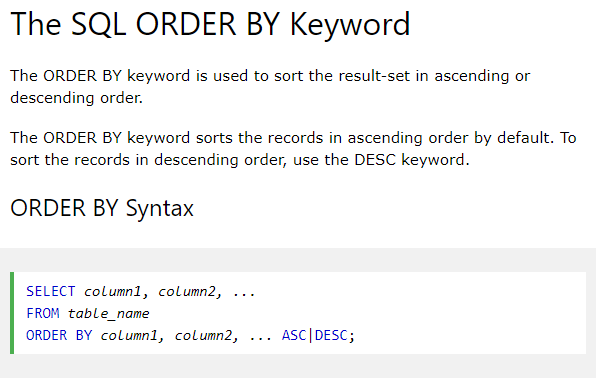 The SQL ORDER BY Keyword
The ORDER BY keyword is used to sort the result-set in ascending or
descending order.
The ORDER BY keyword sorts the records in ascending order by default. To
sort the records in descending order, use the DESC keyword.
ORDER BY Syntax
SELECT column1, column2, ...
FROM table_name
ORDER BY column1, column2, ... ASC|DESC;